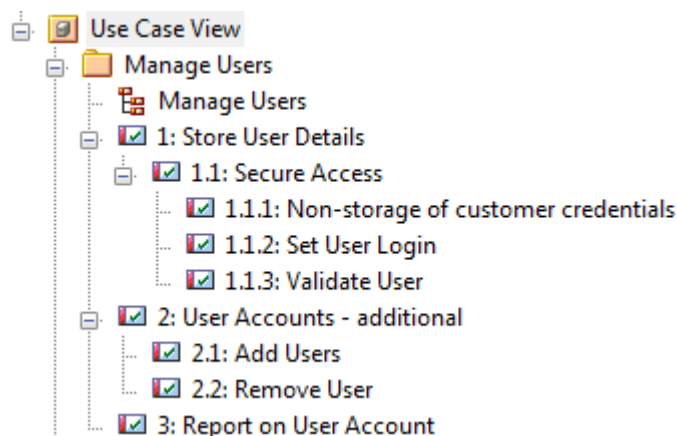 Use Case View
Manage Users
Manage Users
1: Store User Details
1.1: Secure Access
1.1.1: Non-storage of customer credentials
1.1.2: Set User Login
1.1.3: Validate User
2: User Accounts - additional
2.1: Add Users
2.2: Remove User
3: Report on User Account